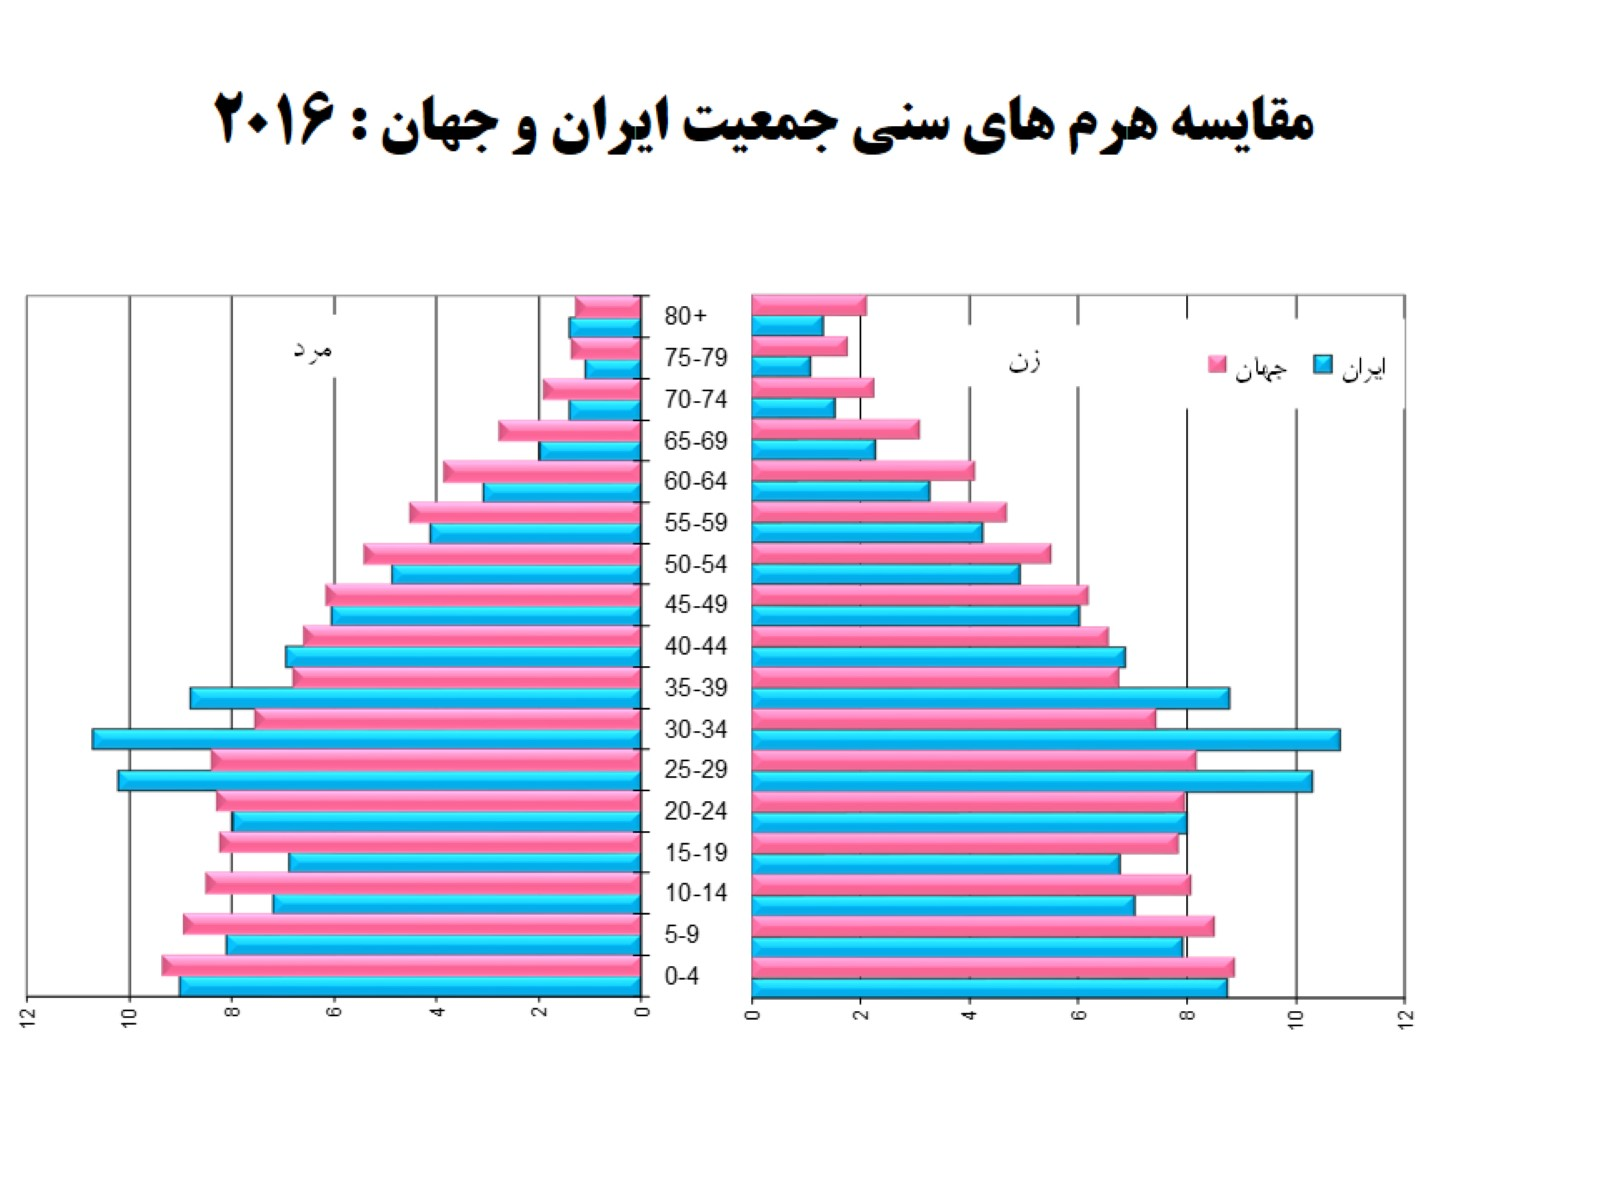 مقایسه هرم های سنی جمعیت ایران و جهان : ۲۰۱۶
مرد
زن
جهان
ایران
80+
75-79
70-74
65-69
60-64
55-59
50-54
45-49
40-44
35-39
30-34
25-29
20-24
15-19
10-14
5-9
0-4
12 10 8 6 4 2 0
0 2 4 6 8 10 12